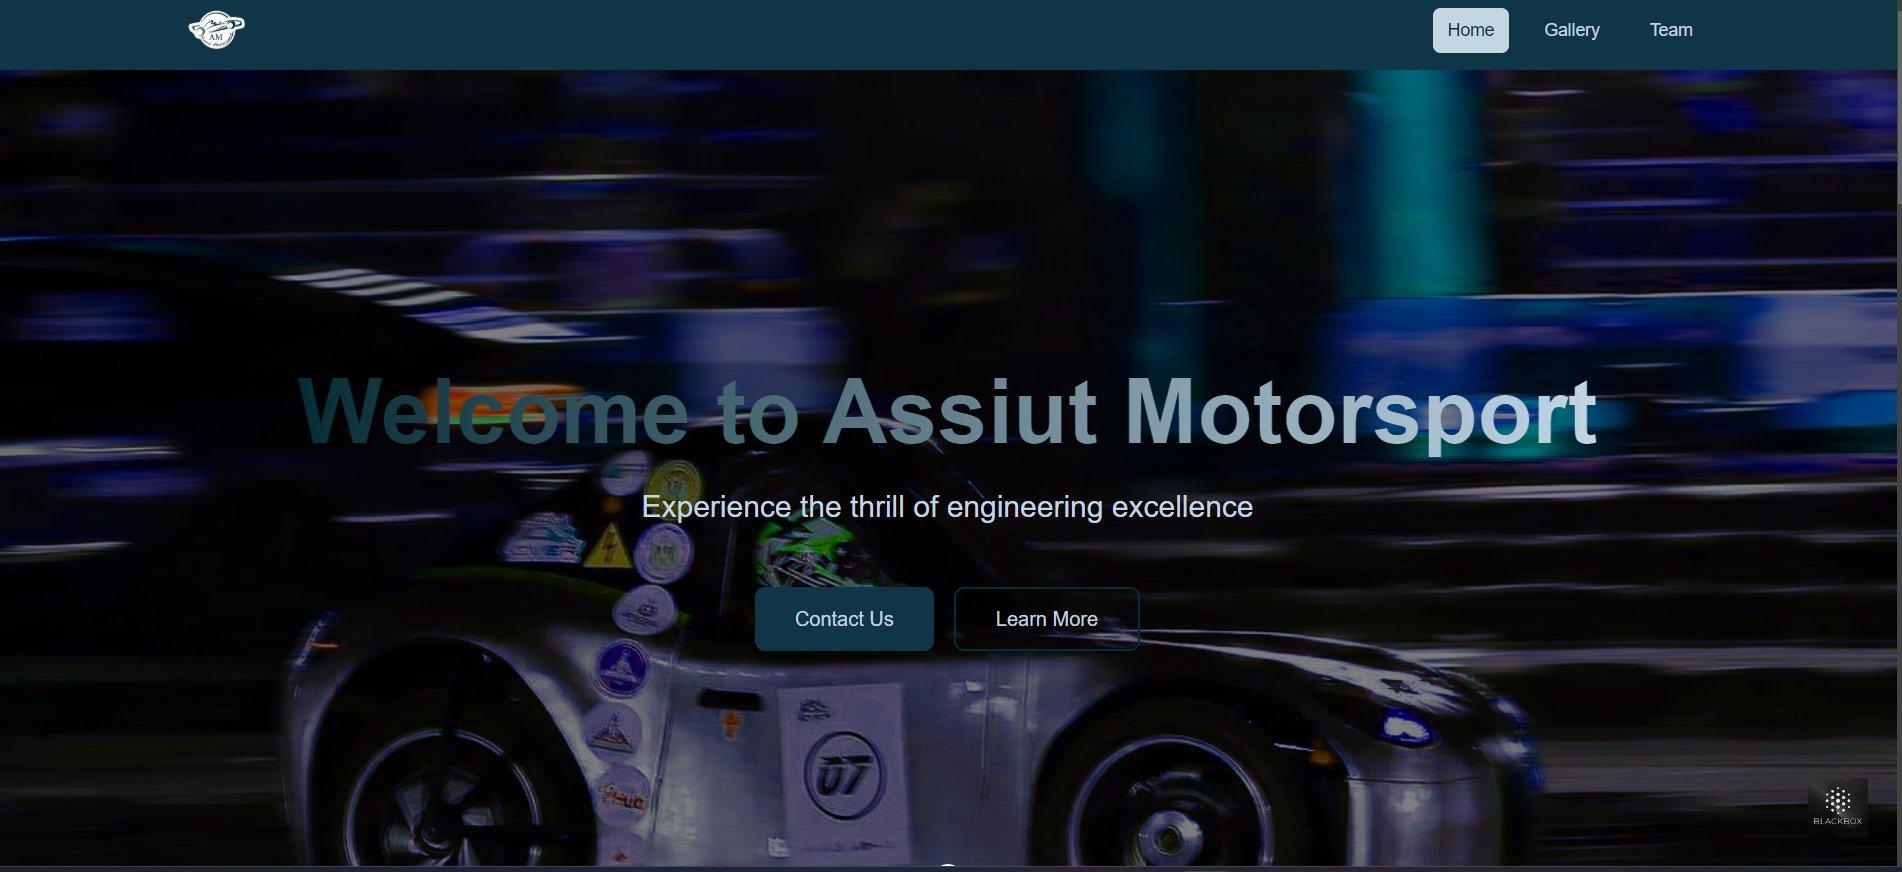 AM
Home
Gallery
Team
Welcome to Assiut Motorsport
Experience the thrill of engineering excellence
Contact Us
Learn More
07
BLACKBOX